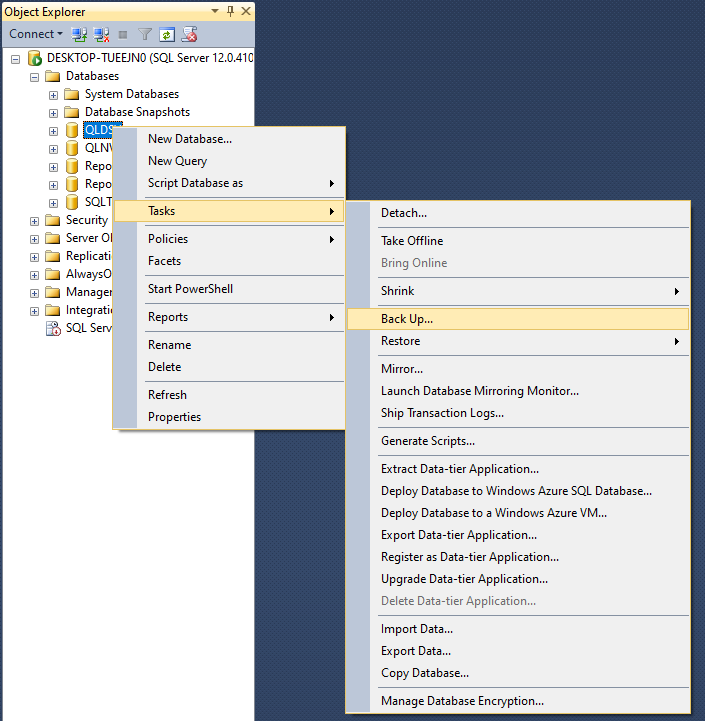 Object Explorer
Connect
DESKTOP-TUEEJN0 (SQL Server 12.0.410
Databases
System Databases
Database Snapshots
QLDS
QLNV
Repo
Repo
SQLT
Security
Server Ob
Replicati
AlwaysO
Manager
Integratio
SQL Serv
New Database...
New Query
Script Database as
Tasks
Policies
Facets
Start PowerShell
Reports
Rename
Delete
Refresh
Properties
Detach...
Take Offline
Bring Online
Shrink
Back Up...
Restore
Mirror...
Launch Database Mirroring Monitor...
Ship Transaction Logs...
Generate Scripts...
Extract Data-tier Application...
Deploy Database to Windows Azure SQL Database...
Deploy Database to a Windows Azure VM...
Export Data-tier Application...
Register as Data-tier Application...
Upgrade Data-tier Application...
Delete Data-tier Application...
Import Data...
Export Data...
Copy Database...
Manage Database Encryption...